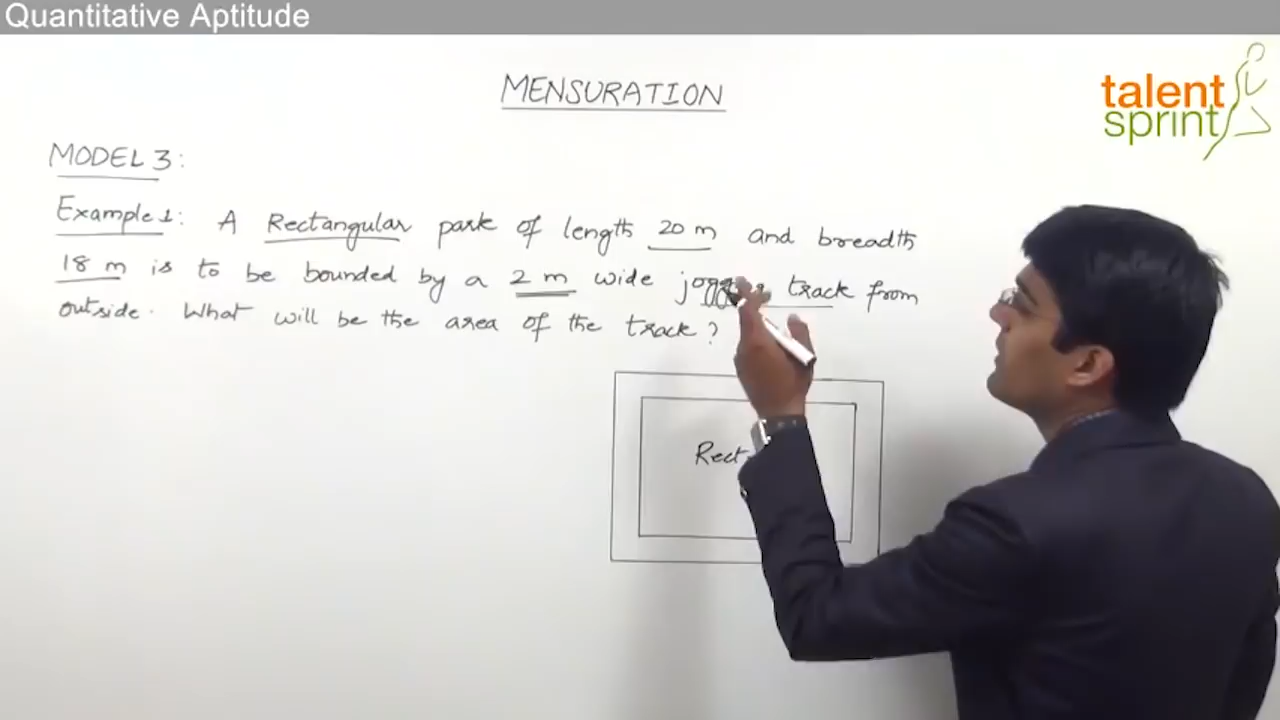 Quantitative Aptitude
talent
sprint
MENSURATION
MODEL 3:
Example 1: A Rectangular park of length 20 m and breadth
18 m is to be bounded by a 2 m wide track from
outside. What will be the area of the track?
Rect